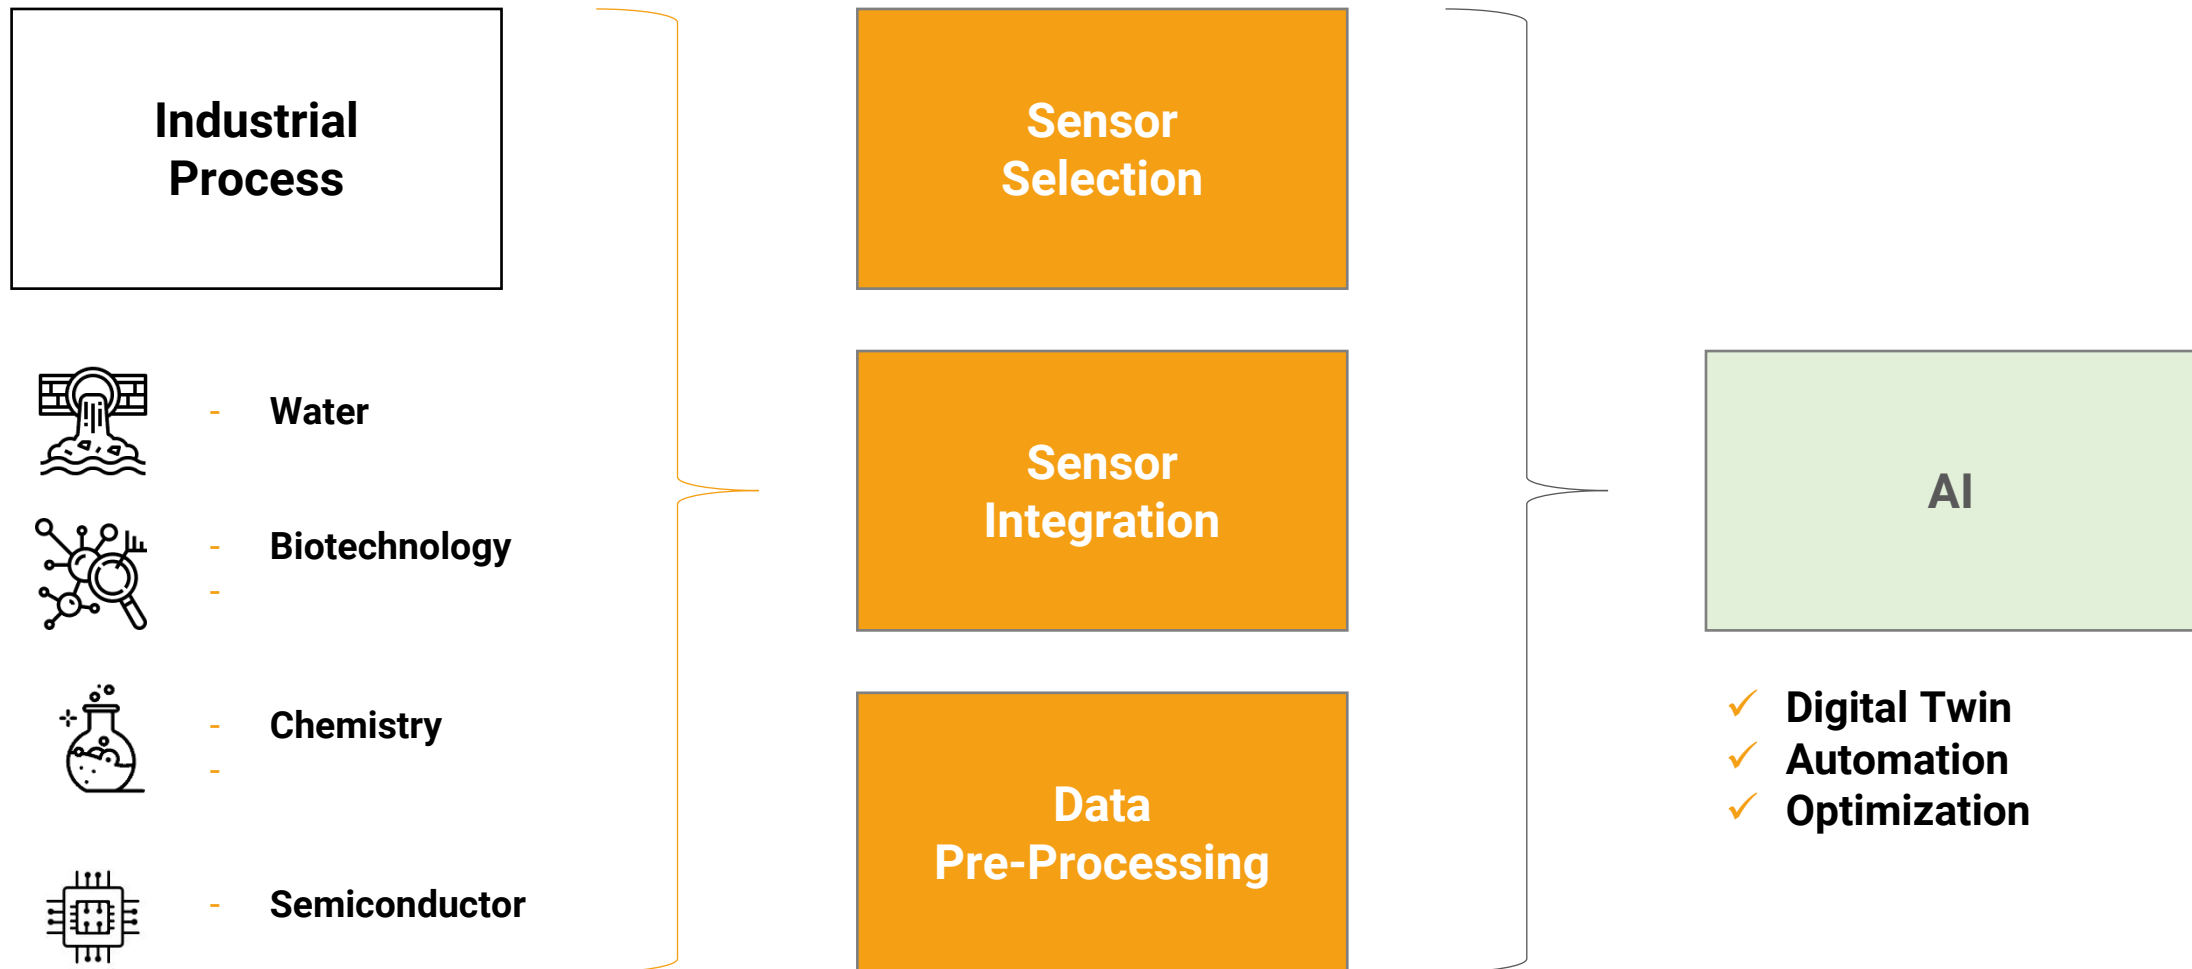 Industrial
Process
- Water
- Biotechnology
-
- Chemistry
-
- Semiconductor
Sensor
Selection
Sensor
Integration
Data
Pre-Processing
AI
✓ Digital Twin
✓ Automation
✓ Optimization